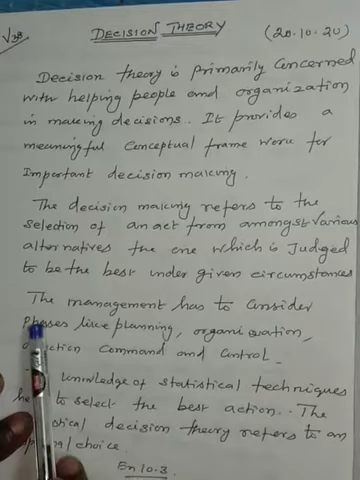 V 28
DECISION THEORY
(20.10.20)
Decision theory is primarily concerned
with helping people and organization
in making decisions. It provides a
meaningful conceptual frame work for
Important decision making.
The decision making refers to the
selection of an act from amongst various
alternatives the one which is Judged
to be the best under given circumstances
The management has to consider
phases like planning, organization,
command and control.
knowledge of statistical techniques
to select the best action.. The
decision theory refers to an
choice.
En 10.3